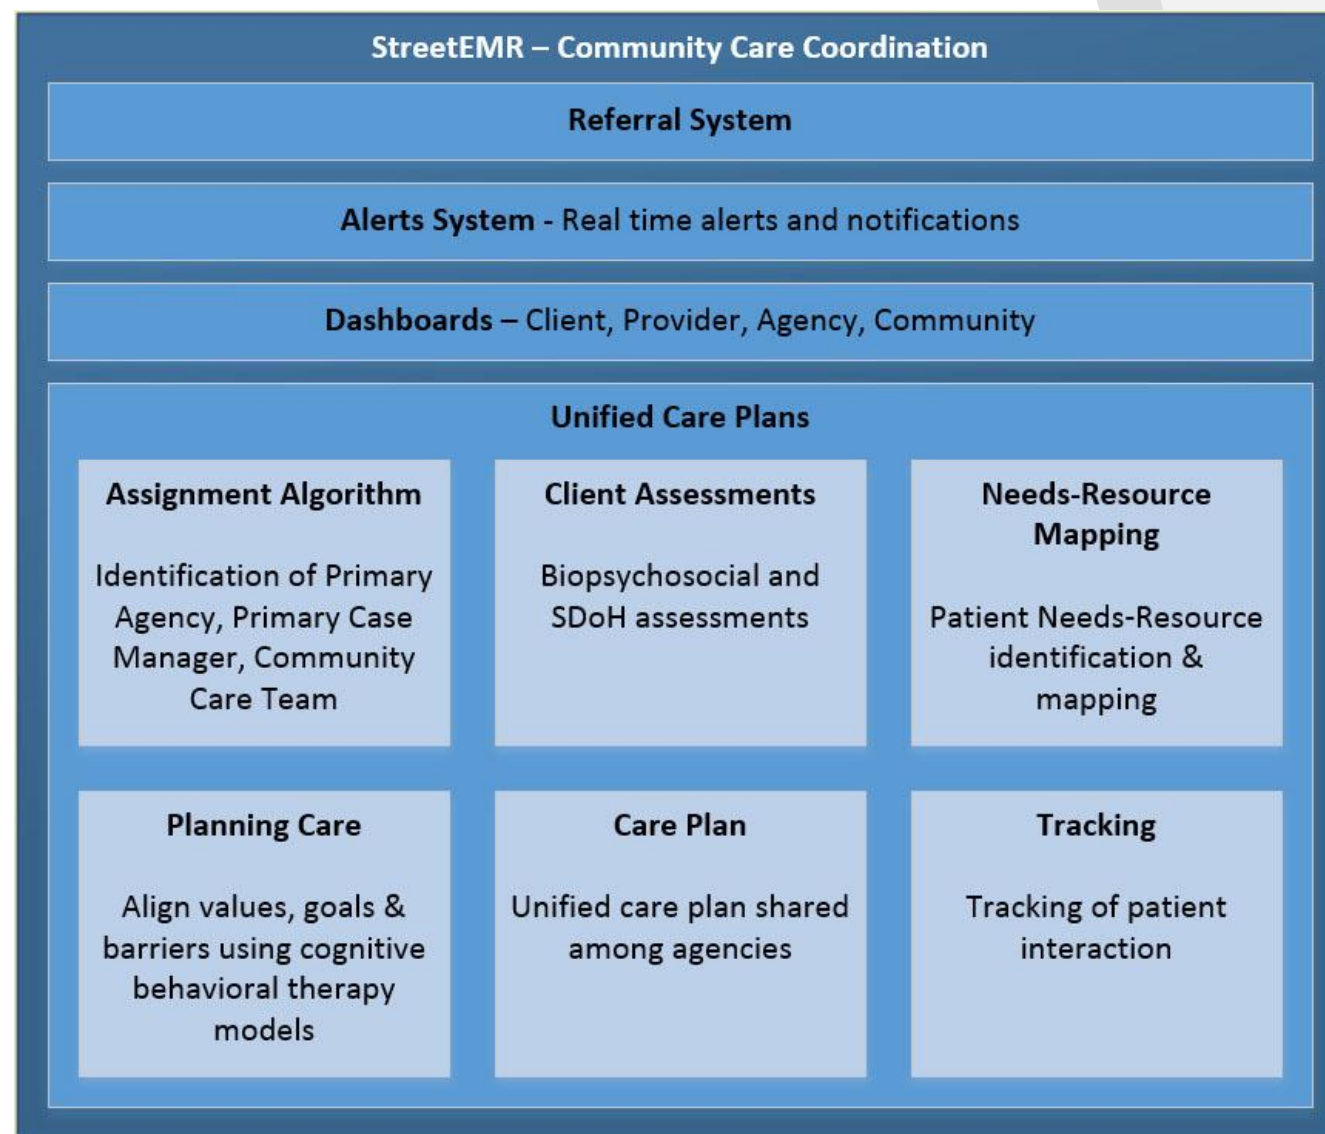 StreetEMR – Community Care Coordination
Referral System
Alerts System - Real time alerts and notifications
Dashboards – Client, Provider, Agency, Community
Unified Care Plans
Assignment Algorithm
Identification of Primary
Agency, Primary Case
Manager, Community
Care Team
Client Assessments
Biopsychosocial and
SDoH assessments
Needs-Resource
Mapping
Patient Needs-Resource
identification &
mapping
Planning Care
Align values, goals &
barriers using cognitive
behavioral therapy
models
Care Plan
Unified care plan shared
among agencies
Tracking
Tracking of patient
interaction